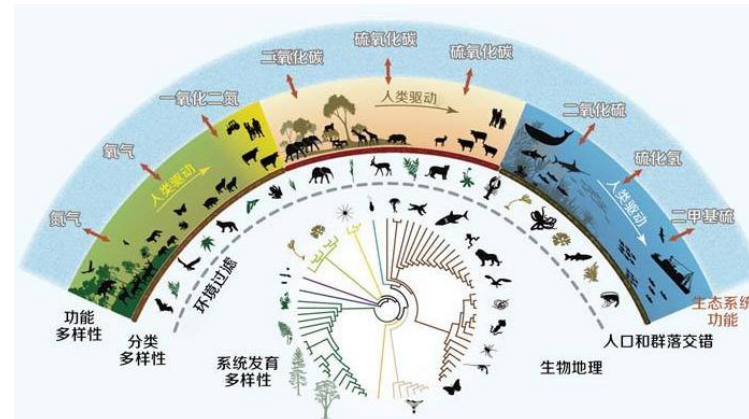 氮气
氧气
一氧化二氮
二氧化碳
硫氧化碳
硫氧化碳
二氧化硫
硫化氢
二甲基硫
人类驱动
人类驱动
人类驱动
环境过滤
生态系统
功能
功能
多样性
分类
多样性
系统发育
多样性
生物地理
人口和群落交错